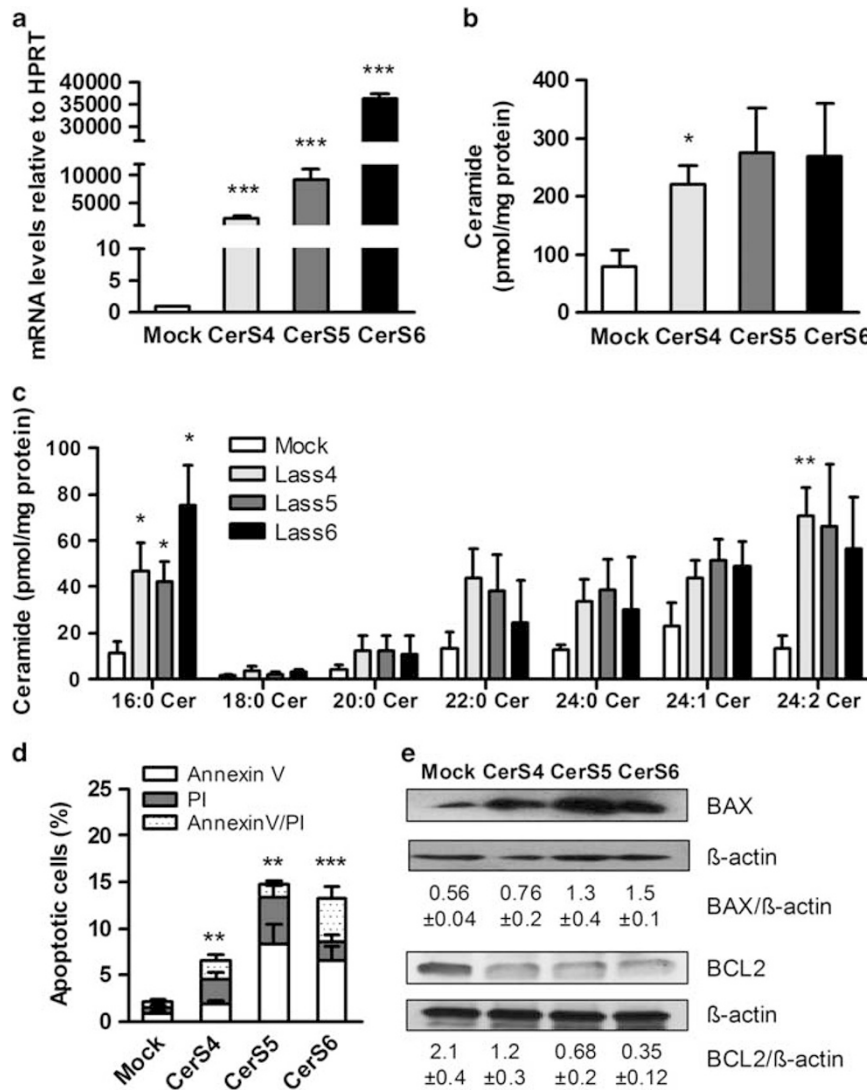 a
mRNA levels relative to HPRT
40000
35000
30000
10000
5000
10
5
0
***
***
***
Mock CerS4 CerS5 CerS6
b
Ceramide
(pmol/mg protein)
400
300
200
100
0
*
Mock CerS4 CerS5 CerS6
c
Ceramide (pmol/mg protein)
100
80
60
40
20
0
Mock
Lass4
Lass5
Lass6
*
*
*
**
16:0 Cer 18:0 Cer 20:0 Cer 22:0 Cer 24:0 Cer 24:1 Cer 24:2 Cer
d
Apoptotic cells (%)
25
20
15
10
5
0
Annexin V
PI
AnnexinV/PI
**
**
***
Mock CerS4 CerS5 CerS6
e
Mock CerS4 CerS5 CerS6
BAX
ß-actin
0.56 0.76 1.3 1.5
±0.04 ±0.2 ±0.4 ±0.1
BAX/ß-actin
BCL2
ß-actin
2.1 1.2 0.68 0.35
±0.4 ±0.3 ±0.2 ±0.12
BCL2/ß-actin